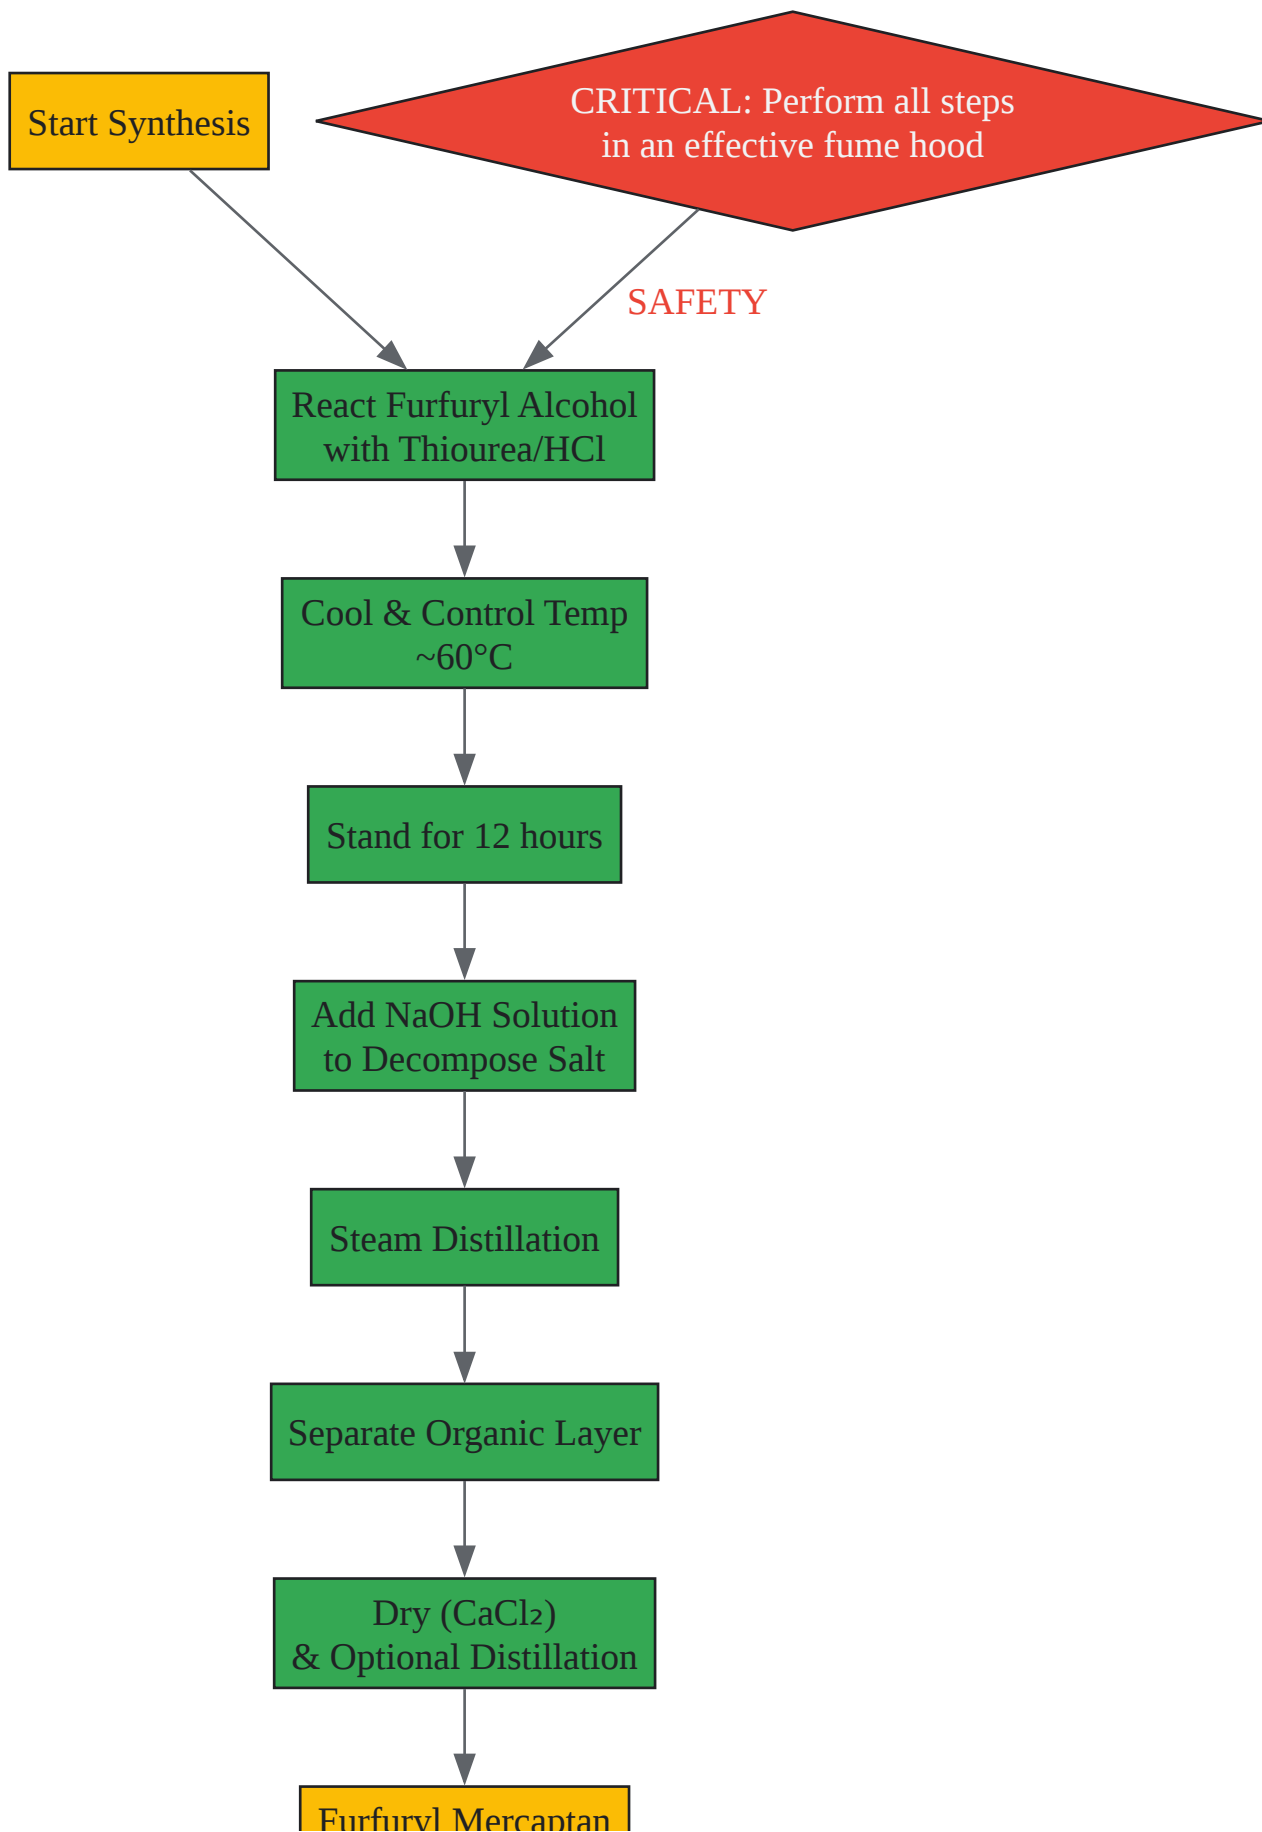 Start Synthesis
CRITICAL: Perform all steps
in an effective fume hood
SAFETY
React Furfuryl Alcohol
with Thiourea/HCl
Cool & Control Temp
~60°C
Stand for 12 hours
Add NaOH Solution
to Decompose Salt
Steam Distillation
Separate Organic Layer
Dry (CaCl₂)
& Optional Distillation
Furfuryl Mercaptan